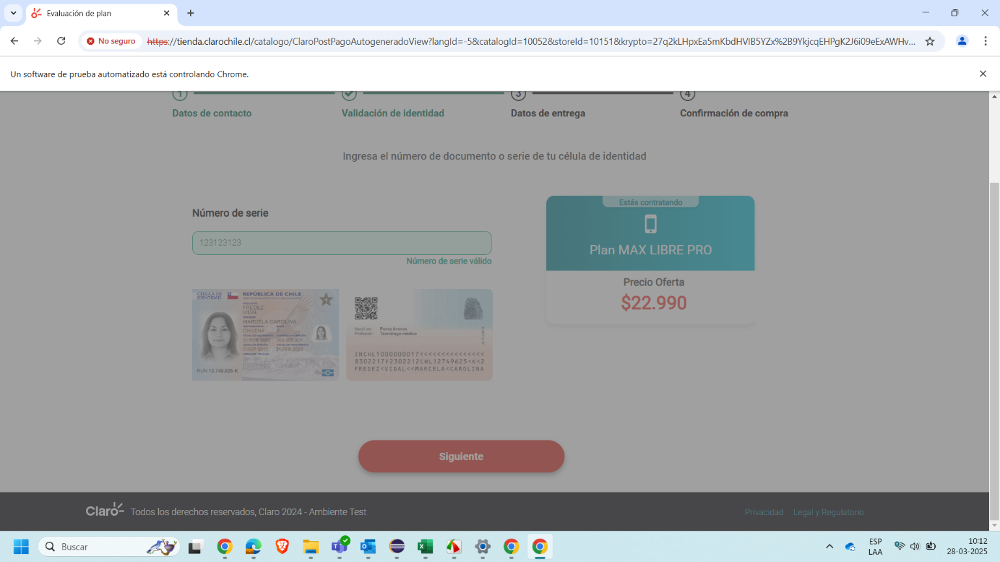 Evaluación de plan
No seguro
https://tienda.clarochile.cl/catalogo/ClaroPostPagoAutogeneradoView?langId=-5&catalogId=10052&storeId=10151&krypto=27q2kLHpxEa5mKbdHVIB5YZx%2B9YkjcqEHPgK2J6i09eExAWHv...
Un software de prueba automatizado está controlando Chrome.
1
3
4
Datos de contacto
Validación de identidad
Datos de entrega
Confirmación de compra
Ingresa el número de documento o serie de tu célula de identidad
Número de serie
123123123
Número de serie válido
CÉDULA DE
IDENTIDAD
REPÚBLICA DE CHILE
FREDEZ
VIDAL
MARCELA CAROLINA
CHILENA
F
100.000.001
2 SEP 2013
21 FEB 2023
RUN 12.749.625-K
Nació en: Punta Arenas
Profesión: Tecnólogo médico
INCHL1000000017<<<<<<<<<<<<<<<
8302217F2302212CHL12749625<K<2
FREDEZ<VIDAL<<MARCELA<CAROLINA
Estás contratando
Plan MAX LIBRE PRO
Precio Oferta
$22.990
Siguiente
Claro
Todos los derechos reservados, Claro 2024 - Ambiente Test
Privacidad
Legal y Regulatorio
Buscar
ESP
LAA
10:12
28-03-2025